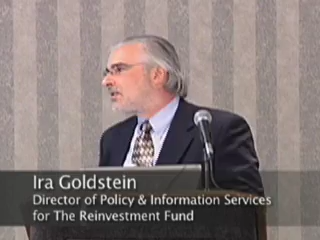 Ira Goldstein
Director of Policy & Information Services
for The Reinvestment Fund